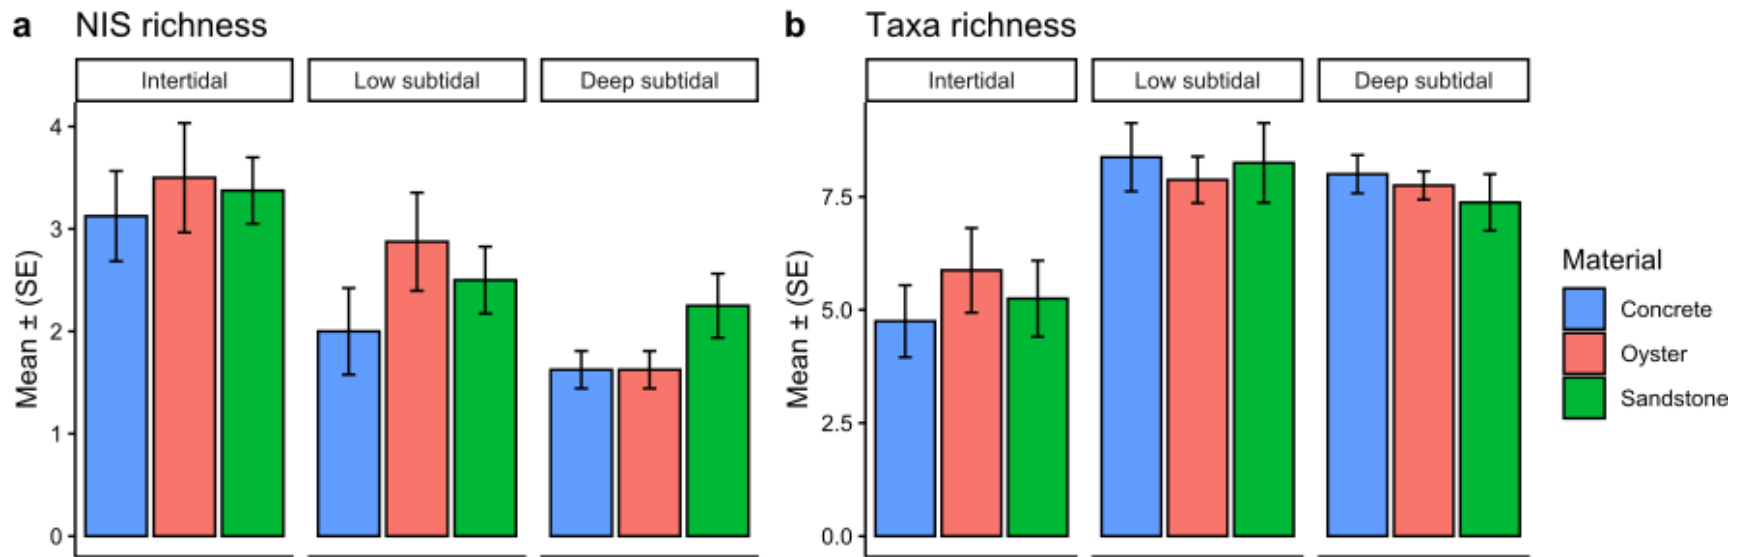 a NIS richness
Intertidal Low subtidal Deep subtidal
Mean ± (SE)
4
3
2
1
0
b Taxa richness
Intertidal Low subtidal Deep subtidal
Mean ± (SE)
7.5
5.0
2.5
0.0
Material
Concrete
Oyster
Sandstone